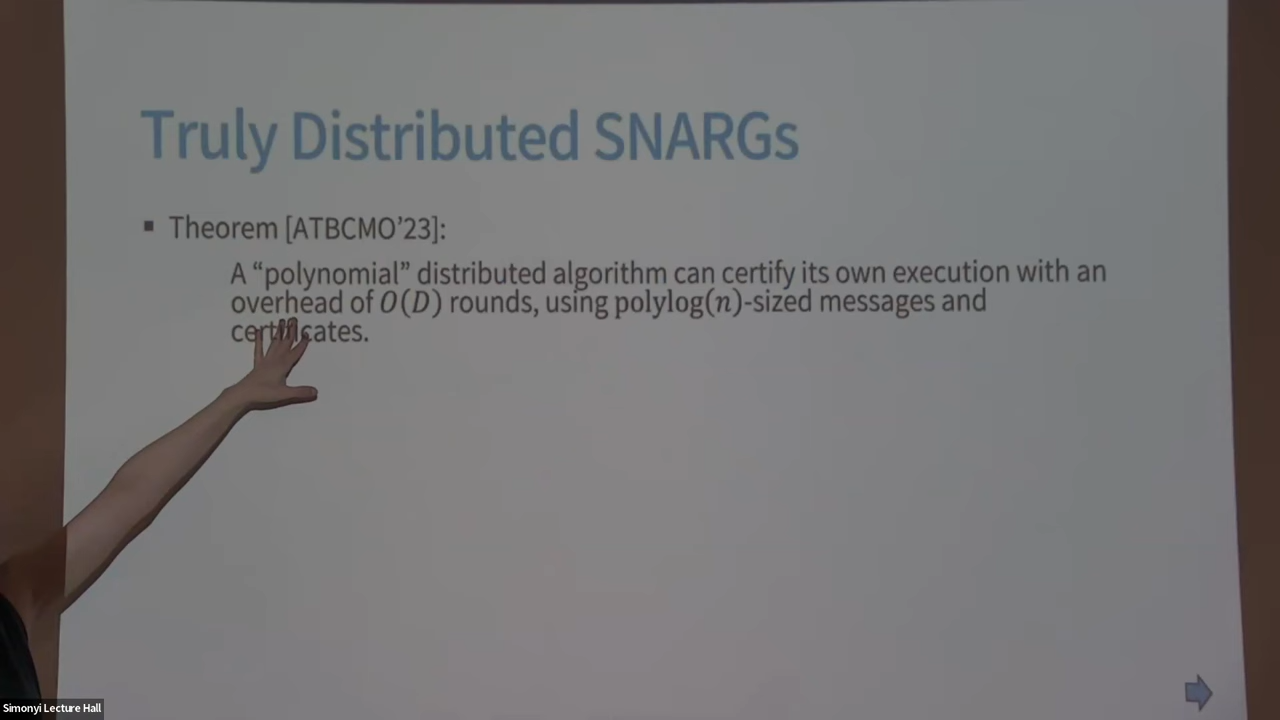 Truly Distributed SNARGs
▪ Theorem [ATBCMO’23]:
A “polynomial” distributed algorithm can certify its own execution with an
overhead of O(D) rounds, using polylog(n)-sized messages and
certificates.
Simonyi Lecture Hall